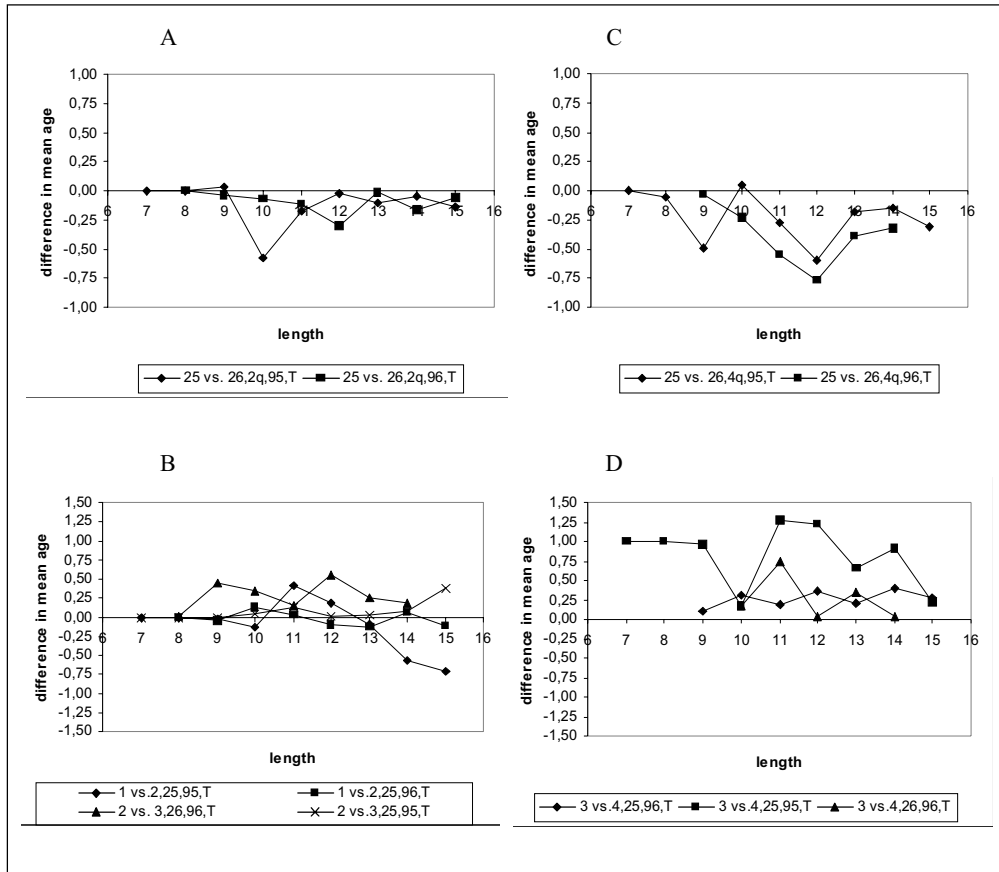 A
1,00
0,75
0,50
0,25
0,00
-0,25
-0,50
-0,75
-1,00
6 7 8 9 10 11 12 13 14 15 16
difference in mean age
length
25 vs. 26,2q,95,T 25 vs. 26,2q,96,T
C
1,00
0,75
0,50
0,25
0,00
-0,25
-0,50
-0,75
-1,00
6 7 8 9 10 11 12 13 14 15 16
difference in mean age
length
25 vs. 26,4q,95,T 25 vs. 26,4q,96,T
B
1,50
1,25
1,00
0,75
0,50
0,25
0,00
-0,25
-0,50
-0,75
-1,00
-1,25
-1,50
6 7 8 9 10 11 12 13 14 15 16
difference in mean age
length
1 vs.2,25,95,T 1 vs.2,25,96,T
2 vs. 3,26,96,T 2 vs.3,25,95,T
D
1,50
1,25
1,00
0,75
0,50
0,25
0,00
-0,25
-0,50
-0,75
-1,00
-1,25
-1,50
6 7 8 9 10 11 12 13 14 15 16
difference in mean age
length
3 vs.4,25,96,T 3 vs.4,25,95,T 3 vs.4,26,96,T